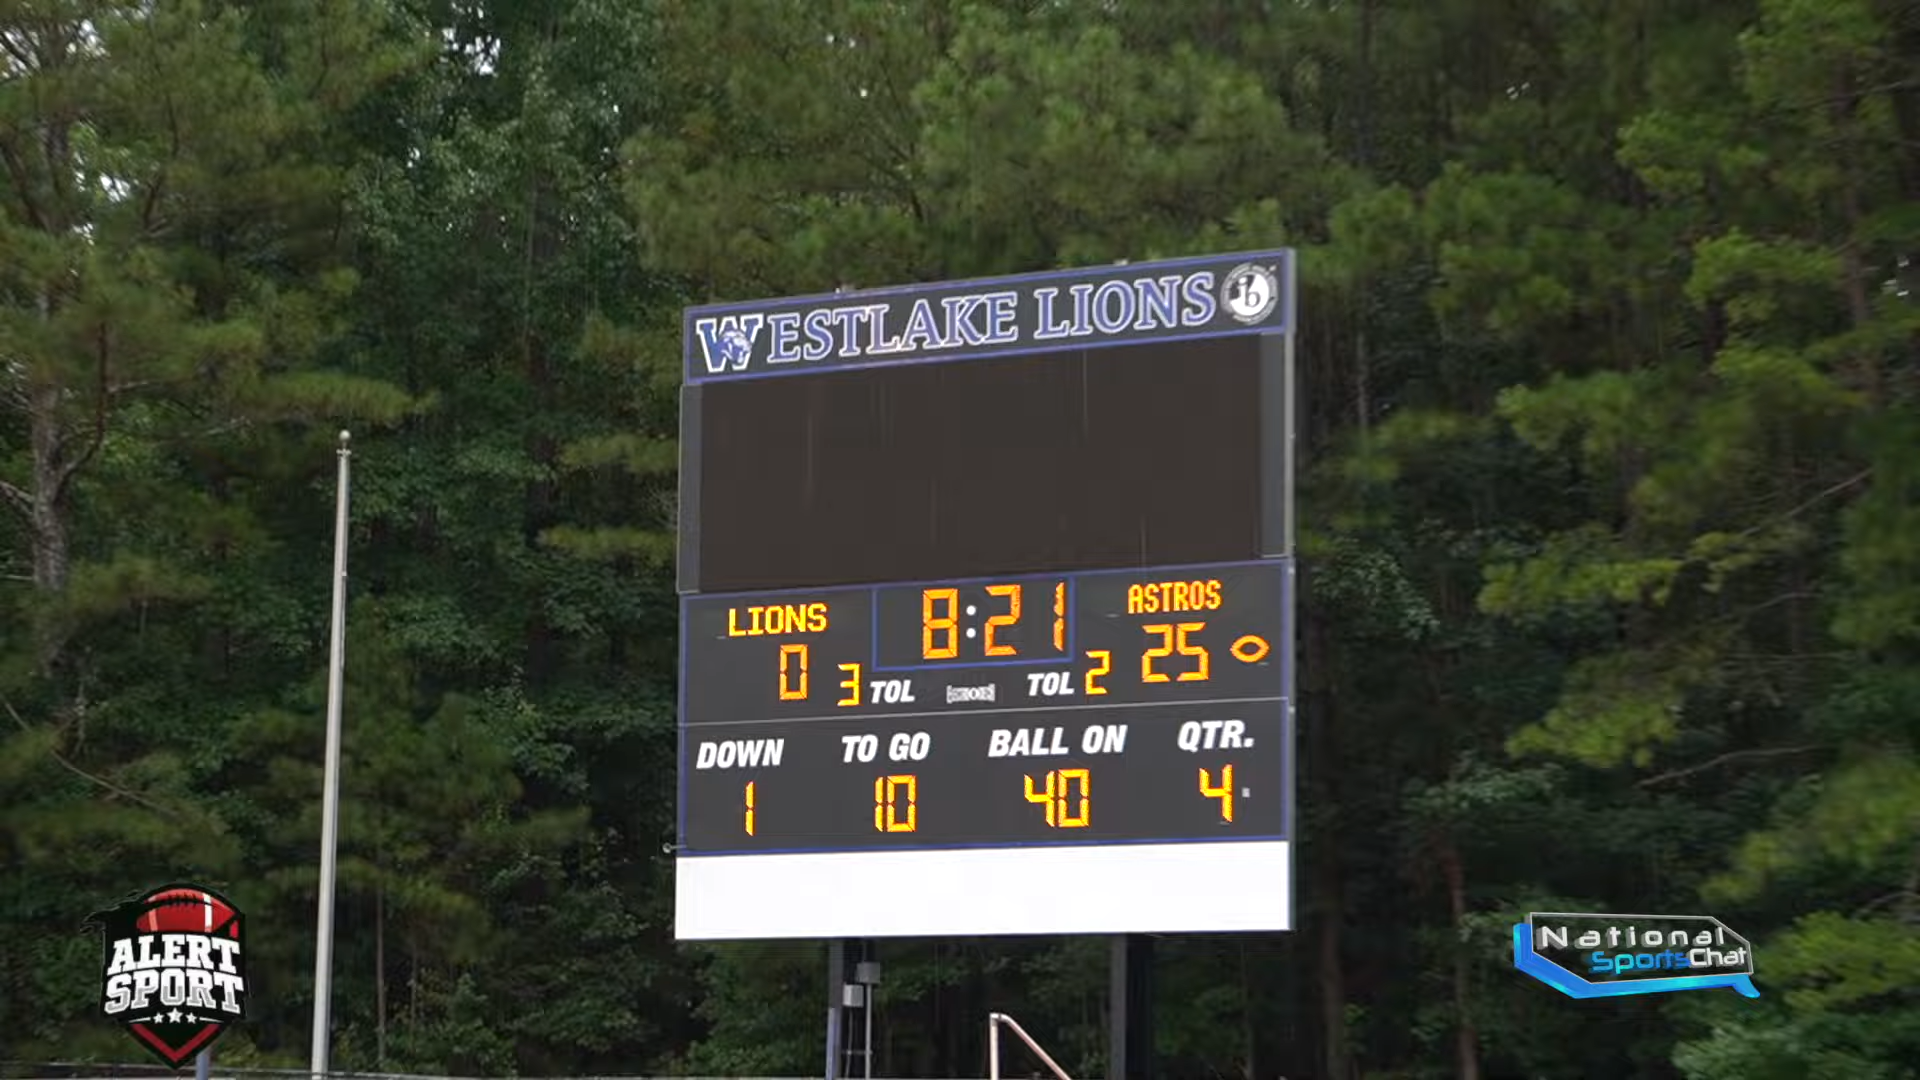 WESTLAKE LIONS
ib
LIONS
8:21
ASTROS
0
3
TOL
TOL
2
25
DOWN
TO GO
BALL ON
QTR.
1
10
40
4
ALERT
SPORT
National
SportsChat